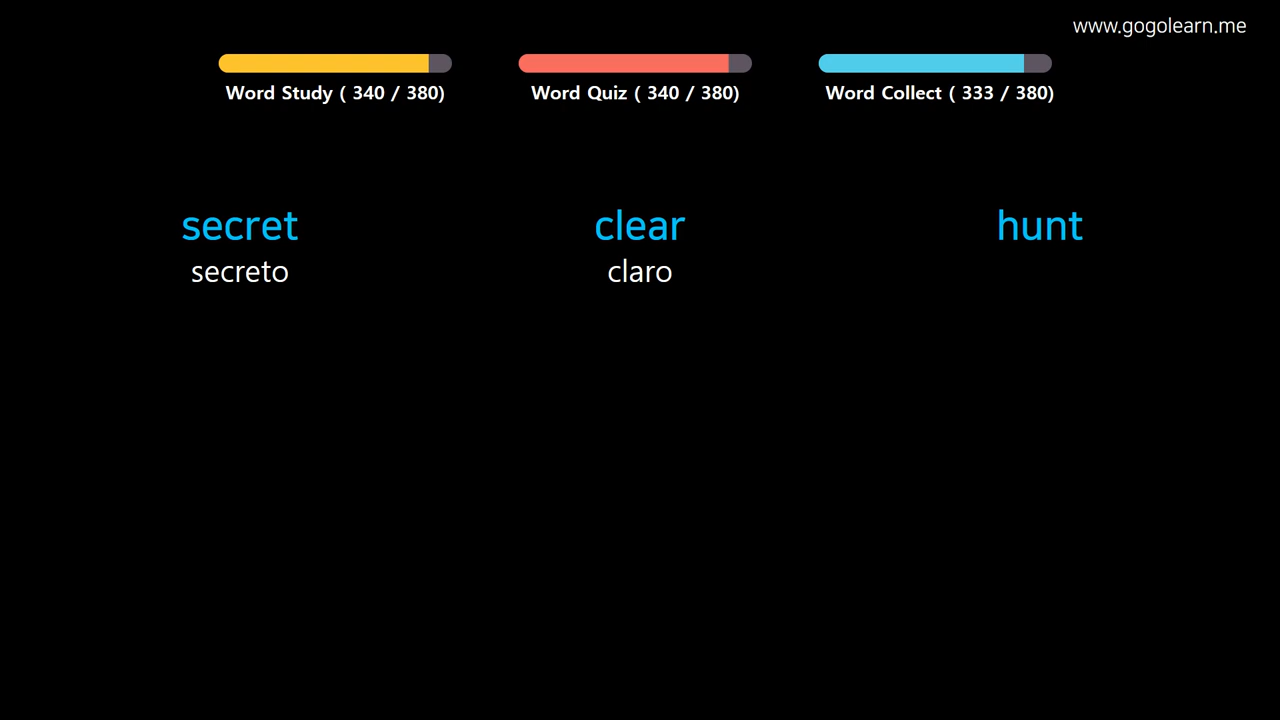 www.gogolearn.me
Word Study ( 340 / 380)
Word Quiz ( 340 / 380)
Word Collect ( 333 / 380)
secret
clear
hunt
secreto
claro